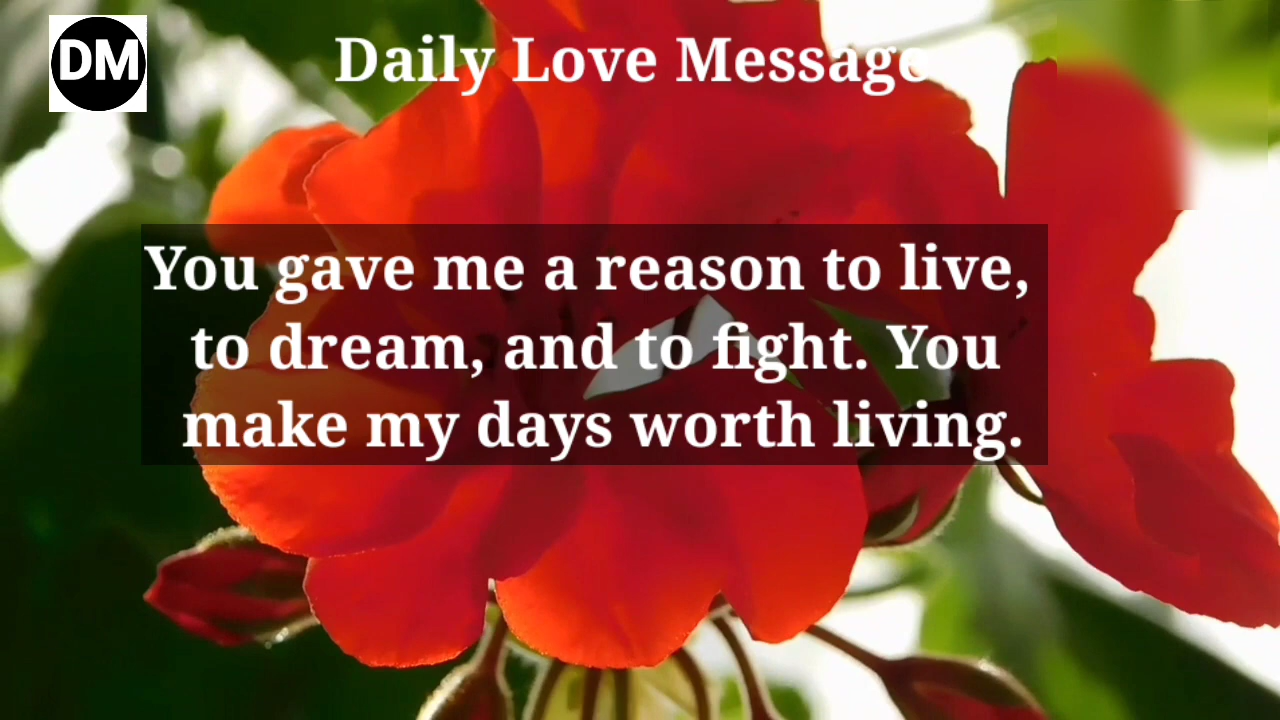 DM
Daily Love Message
You gave me a reason to live,
to dream, and to fight. You
make my days worth living.